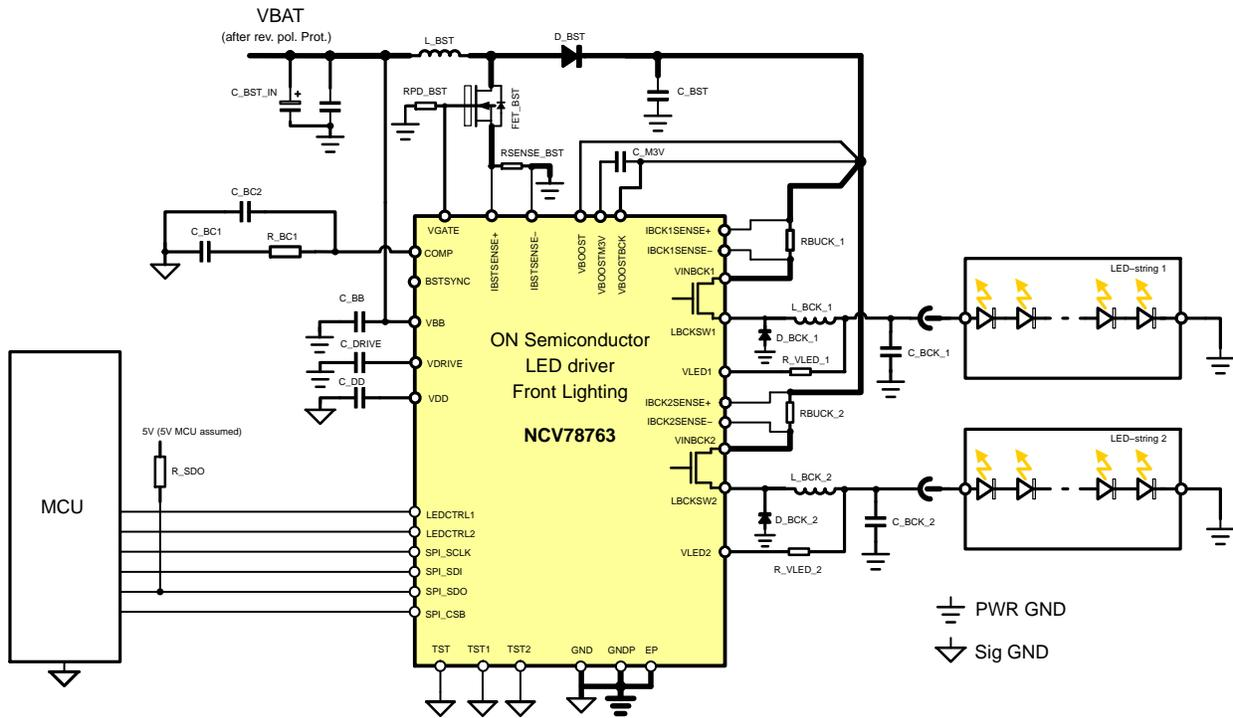 VBAT
(after rev. pol. Prot.)
L_BST
D_BST
C_BST_IN
+
RPD_BST
FET_BST
C_BST
RSENSE_BST
C_M3V
C_BC2
C_BC1
R_BC1
VGATE
IBSTSENSE+
IBSTSENSE−
VBOOST
VBOOSTM3V
VBOOSTBCK
COMP
BSTSYNC
C_BB
VBB
C_DRIVE
VDRIVE
C_DD
VDD
IBCK1SENSE+
IBCK1SENSE−
RBUCK_1
VINBCK1
LBCKSW1
L_BCK_1
D_BCK_1
R_VLED_1
VLED1
C_BCK_1
LED−string 1
IBCK2SENSE+
IBCK2SENSE−
RBUCK_2
VINBCK2
LBCKSW2
L_BCK_2
D_BCK_2
R_VLED_2
VLED2
C_BCK_2
LED−string 2
ON Semiconductor
LED driver
Front Lighting
NCV78763
5V (5V MCU assumed)
R_SDO
MCU
LEDCTRL1
LEDCTRL2
SPI_SCLK
SPI_SDI
SPI_SDO
SPI_CSB
TST
TST1
TST2
GND
GNDP
EP
PWR GND
Sig GND